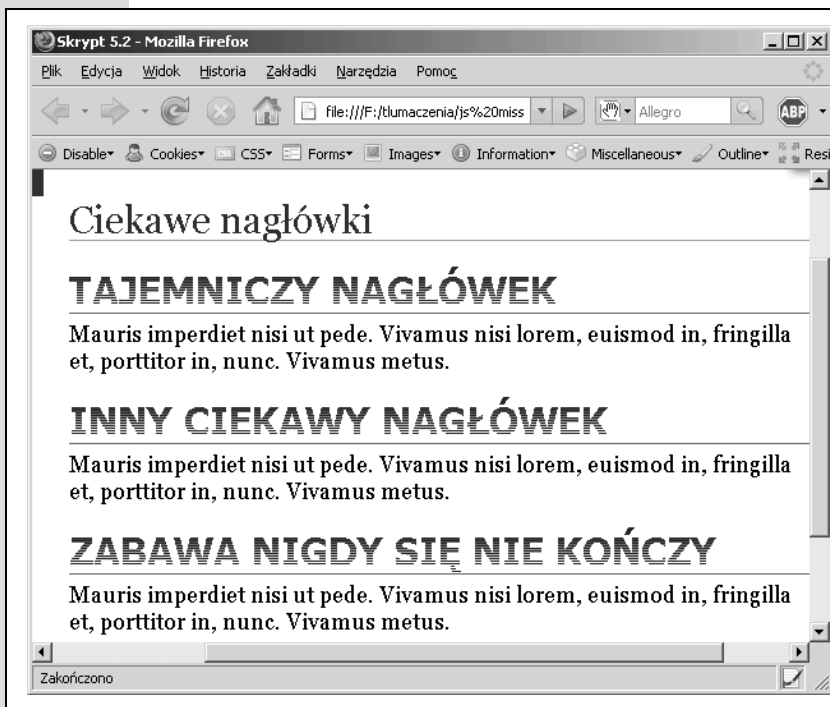 Skrypt 5.2 - Mozilla Firefox
Plik Edycja Widok Historia Zakładki Narzędzia Pomoc
file:///F:/tlumaczenia/js%20miss Allegro ABP
Disable Cookies CSS Forms Images Information Miscellaneous Outline Resi
Ciekawe nagłówki
TAJEMNICZY NAGŁÓWEK
Mauris imperdiet nisi ut pede. Vivamus nisi lorem, euismod in, fringilla
et, porttitor in, nunc. Vivamus metus.
INNY CIEKAWY NAGŁÓWEK
Mauris imperdiet nisi ut pede. Vivamus nisi lorem, euismod in, fringilla
et, porttitor in, nunc. Vivamus metus.
ZABAWA NIGDY SIĘ NIE KOŃCZY
Mauris imperdiet nisi ut pede. Vivamus nisi lorem, euismod in, fringilla
et, porttitor in, nunc. Vivamus metus.
Zakończono